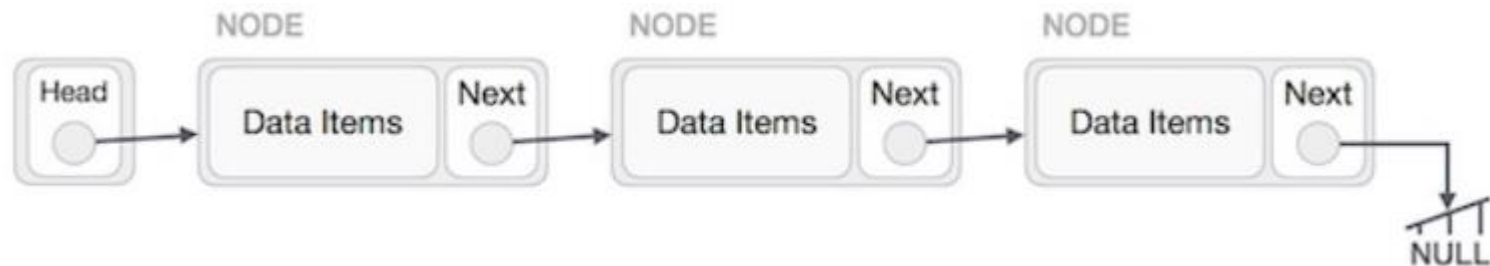 NODE NODE NODE
Head Next Next Next
Data Items Data Items Data Items
NULL